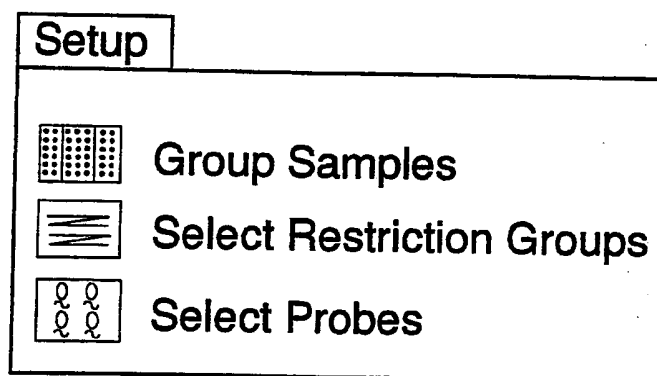 Setup
Group Samples
Select Restriction Groups
Select Probes